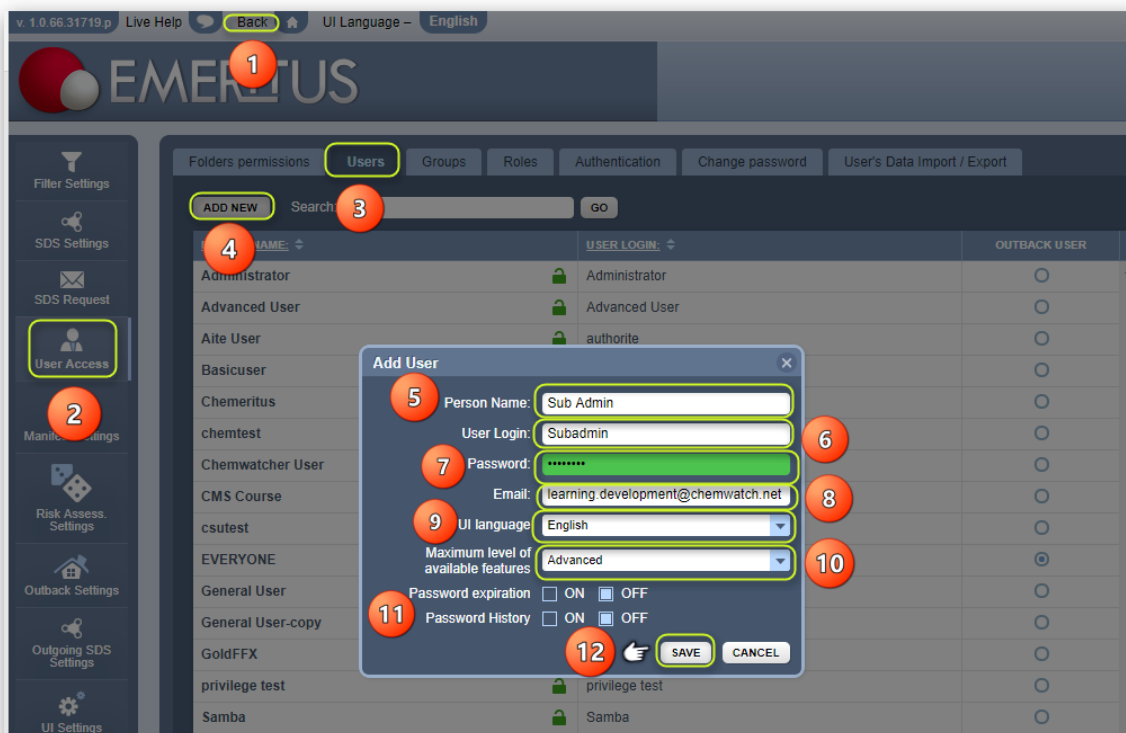 v. 1.0.66.31719.p Live Help Back UI Language – English
1
EMERITUS
Filter Settings
SDS Settings
SDS Request
User Access
2
Settings
Risk Assess.
Settings
Outback Settings
Outgoing SDS
Settings
UI Settings
Folders permissions Users Groups Roles Authentication Change password User's Data Import / Export
3
ADD NEW Search: GO
4
NAME: USER LOGIN: OUTBACK USER
Administrator Administrator
Advanced User Advanced User
Aite User authorite
Basicuser
Chemeritus
chemtest
Chemwatcher User
CMS Course
csutest
EVERYONE
General User
General User-copy
GoldFFX
privilege test privilege test
Samba Samba
Add User
5 Person Name: Sub Admin
User Login: Subadmin 6
7 Password: ••••••••
Email: learning.development@chemwatch.net 8
9 UI language English
Maximum level of
available features Advanced 10
Password expiration ON OFF
11 Password History ON OFF
12 SAVE CANCEL